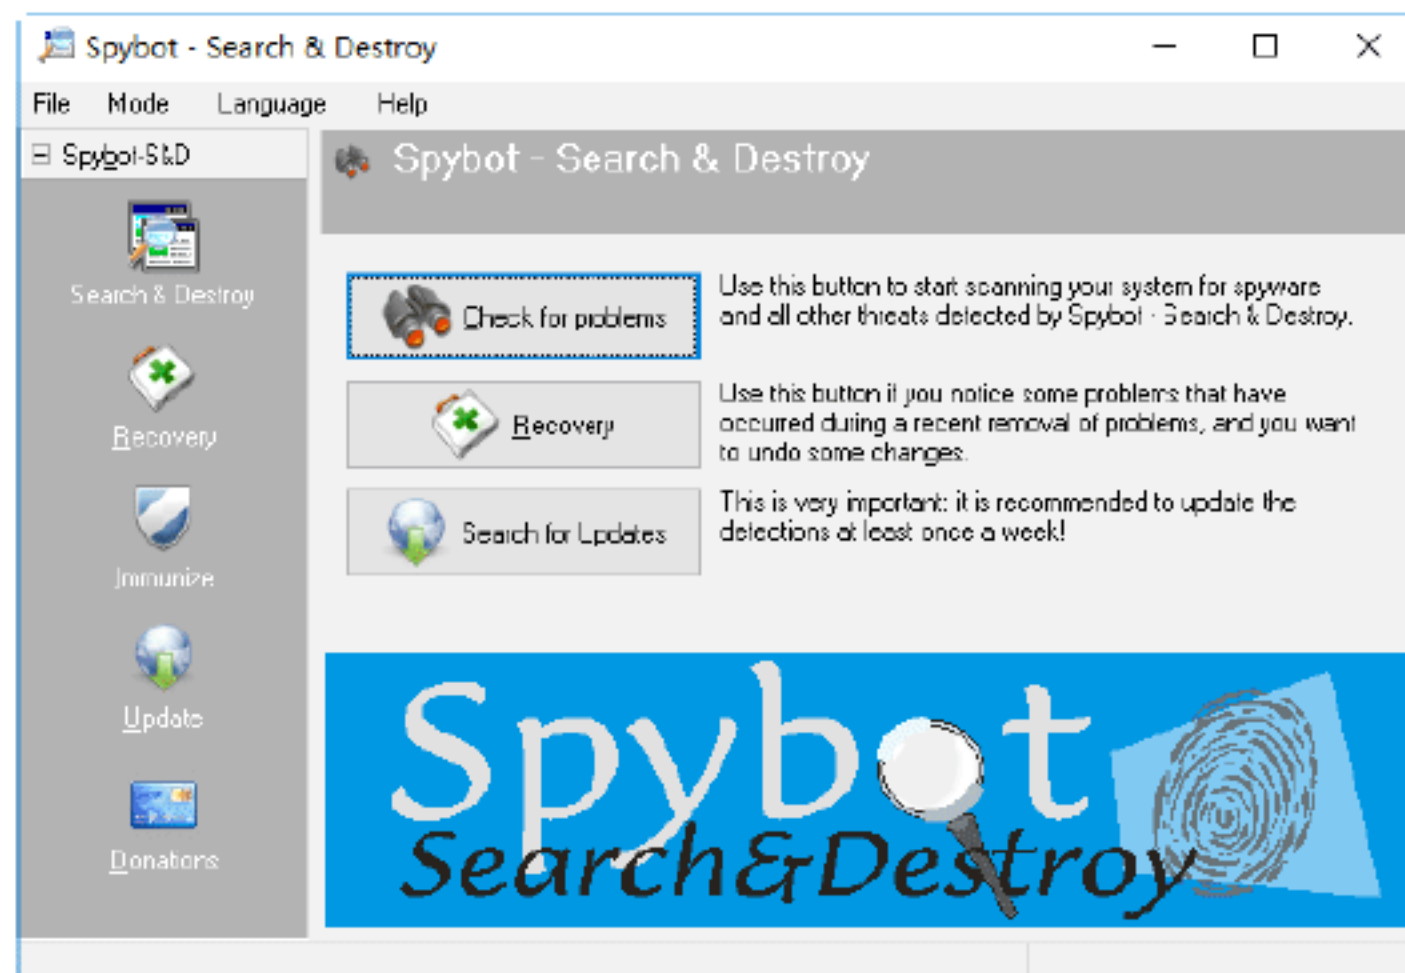 Spybot - Search & Destroy
File Mode Language Help
Spybot-S&D
Spybot - Search & Destroy
Search & Destroy
Recovery
Immunize
Update
Donations
Check for problems
Use this button to start scanning your system for spyware
and all other threats detected by Spybot - Search & Destroy.
Recovery
Use this button if you notice some problems that have
occurred during a recent removal of problems, and you want
to undo some changes.
Search for Updates
This is very important: it is recommended to update the
detections at least once a week!
Spybot
Search&Destroy